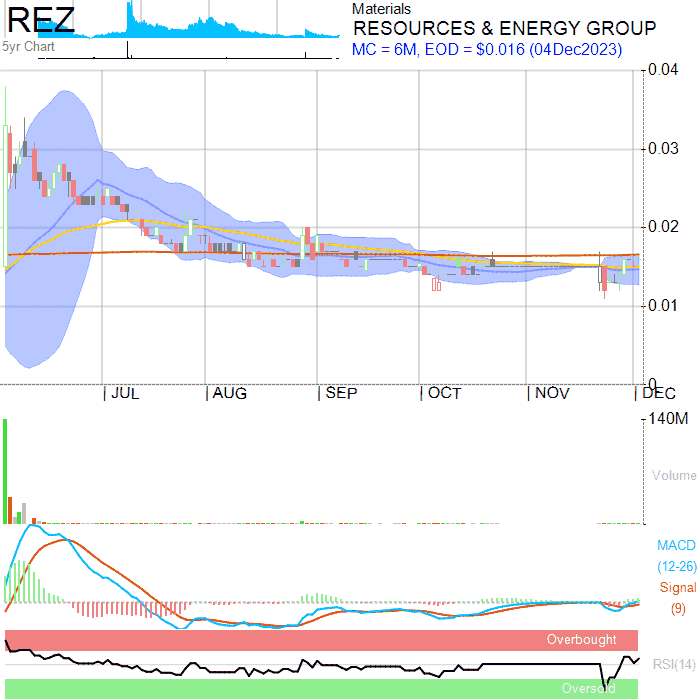 REZ
5yr Chart
Materials
RESOURCES & ENERGY GROUP
MC = 6M, EOD = $0.016 (04Dec2023)
0.04
0.03
0.02
0.01
0
JUL
AUG
SEP
OCT
NOV
DEC
140M
Volume
MACD
(12-26)
Signal
(9)
Overbought
RSI(14)
Oversold